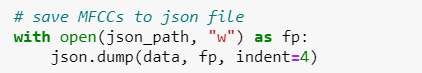 # save MFCCs to json file
with open(json_path, "w") as fp:
    json.dump(data, fp, indent=4)